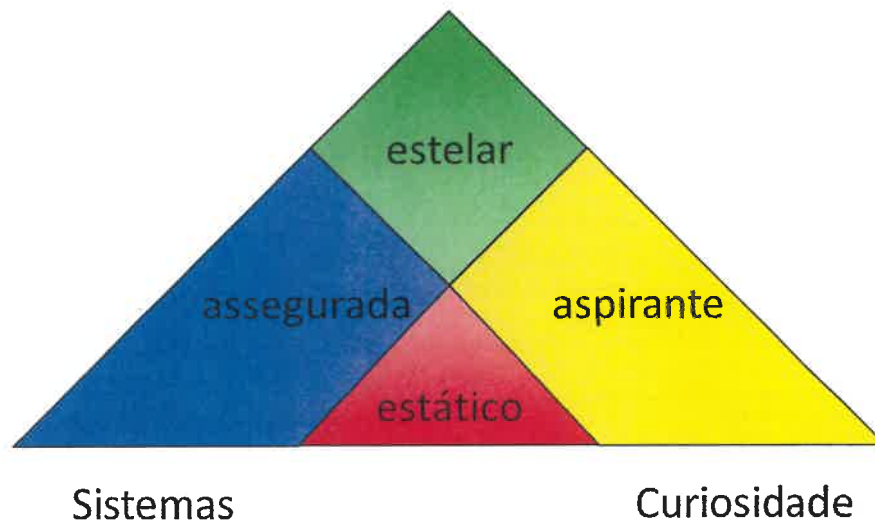 estelar
assegurada
aspirante
estático
Sistemas
Curiosidade